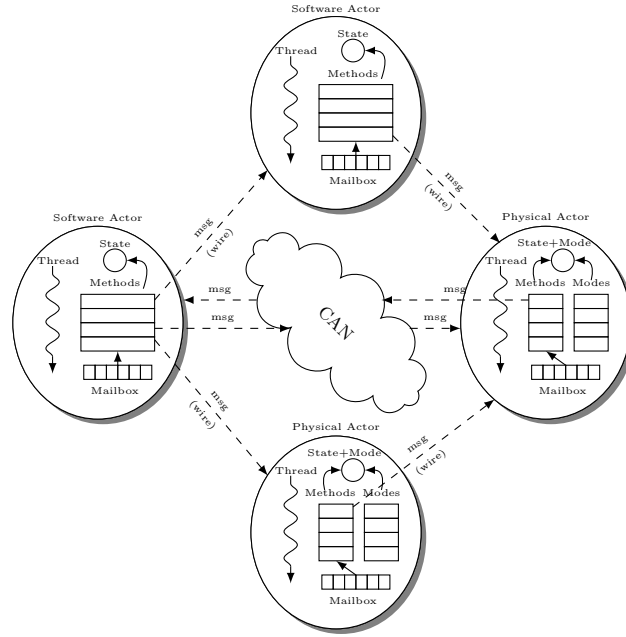 Software Actor
State
Thread
Methods
Mailbox
msg
(wire)
msg
(wire)
Software Actor
State
Thread
Methods
Mailbox
msg
msg
CAN
msg
msg
Physical Actor
State+Mode
Thread
Methods Modes
Mailbox
msg
(wire)
msg
(wire)
Physical Actor
State+Mode
Thread
Methods Modes
Mailbox